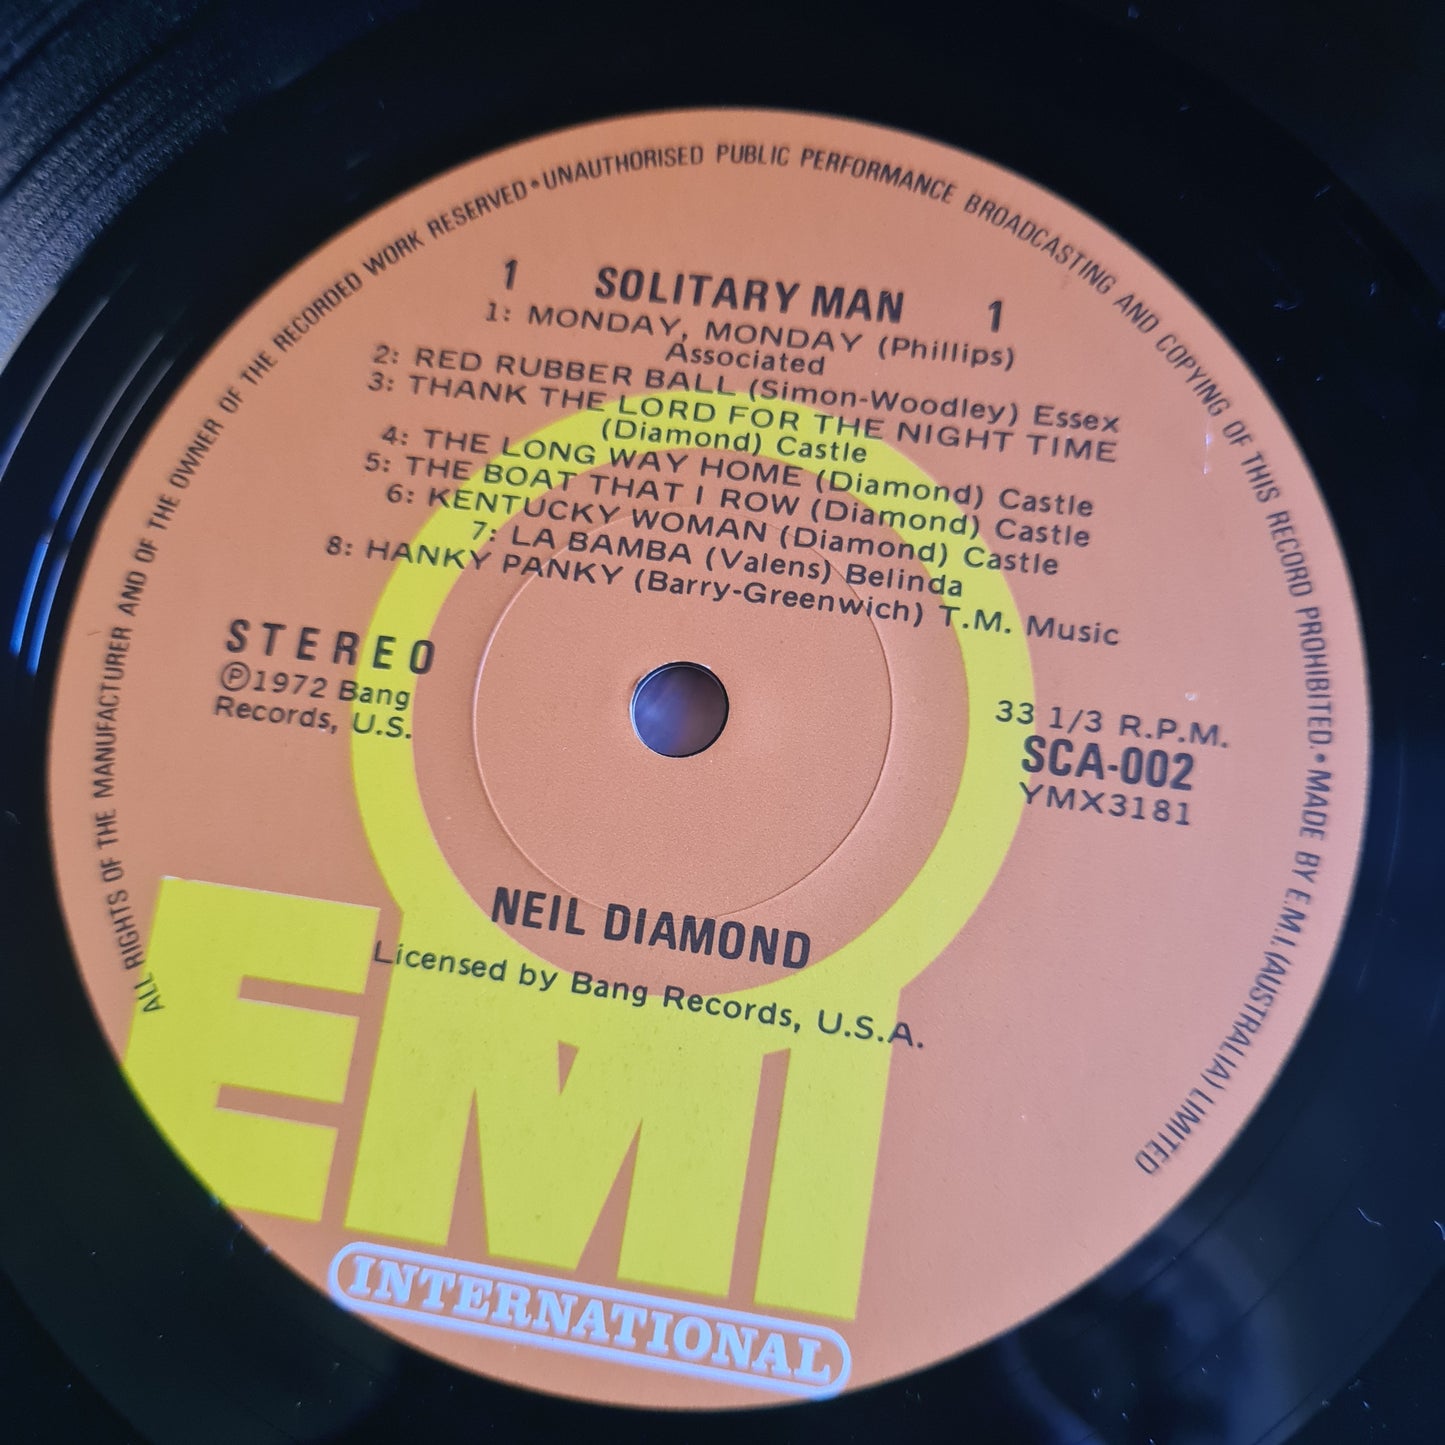 ALL RIGHTS OF THE MANUFACTURER AND OF THE OWNER OF THE RECORDED WORK RESERVED • UNAUTHORISED PUBLIC PERFORMANCE BROADCASTING AND COPYING OF THIS RECORD PROHIBITED. • MADE BY E.M.I. (AUSTRALIA) LIMITED
1 SOLITARY MAN 1
1: MONDAY, MONDAY (Phillips)
Associated
2: RED RUBBER BALL (Simon-Woodley) Essex
3: THANK THE LORD FOR THE NIGHT TIME
(Diamond) Castle
4: THE LONG WAY HOME (Diamond) Castle
5: THE BOAT THAT I ROW (Diamond) Castle
6: KENTUCKY WOMAN (Diamond) Castle
7: LA BAMBA (Valens) Belinda
8: HANKY PANKY (Barry-Greenwich) T.M. Music
STEREO
Ⓟ1972 Bang
Records, U.S.
33 1/3 R.P.M.
SCA-002
YMX3181
NEIL DIAMOND
Licensed by Bang Records, U.S.A.
EMI
INTERNATIONAL